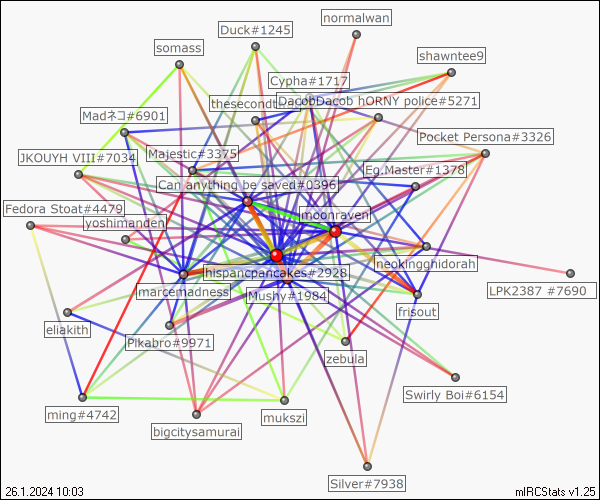 normalwan
Duck#1245
somass
shawntee9
Cypha#1717
thesecondt
DacobDacob hORNY police#5271
Madネコ#6901
Pocket Persona#3326
Majestic#3375
JKOUYH VIII#7034
Eg.Master#1378
Can anything be saved#0396
Fedora Stoat#4479
moonraven
yoshimanden
neokingghidorah
hispancpancakes#2928
LPK2387 #7690
marcemadness
Mushy#1984
frisout
eliakith
Pikabro#9971
zebula
Swirly Boi#6154
ming#4742
mukszi
bigcitysamurai
Silver#7938
26.1.2024 10:03
mIRCStats v1.25